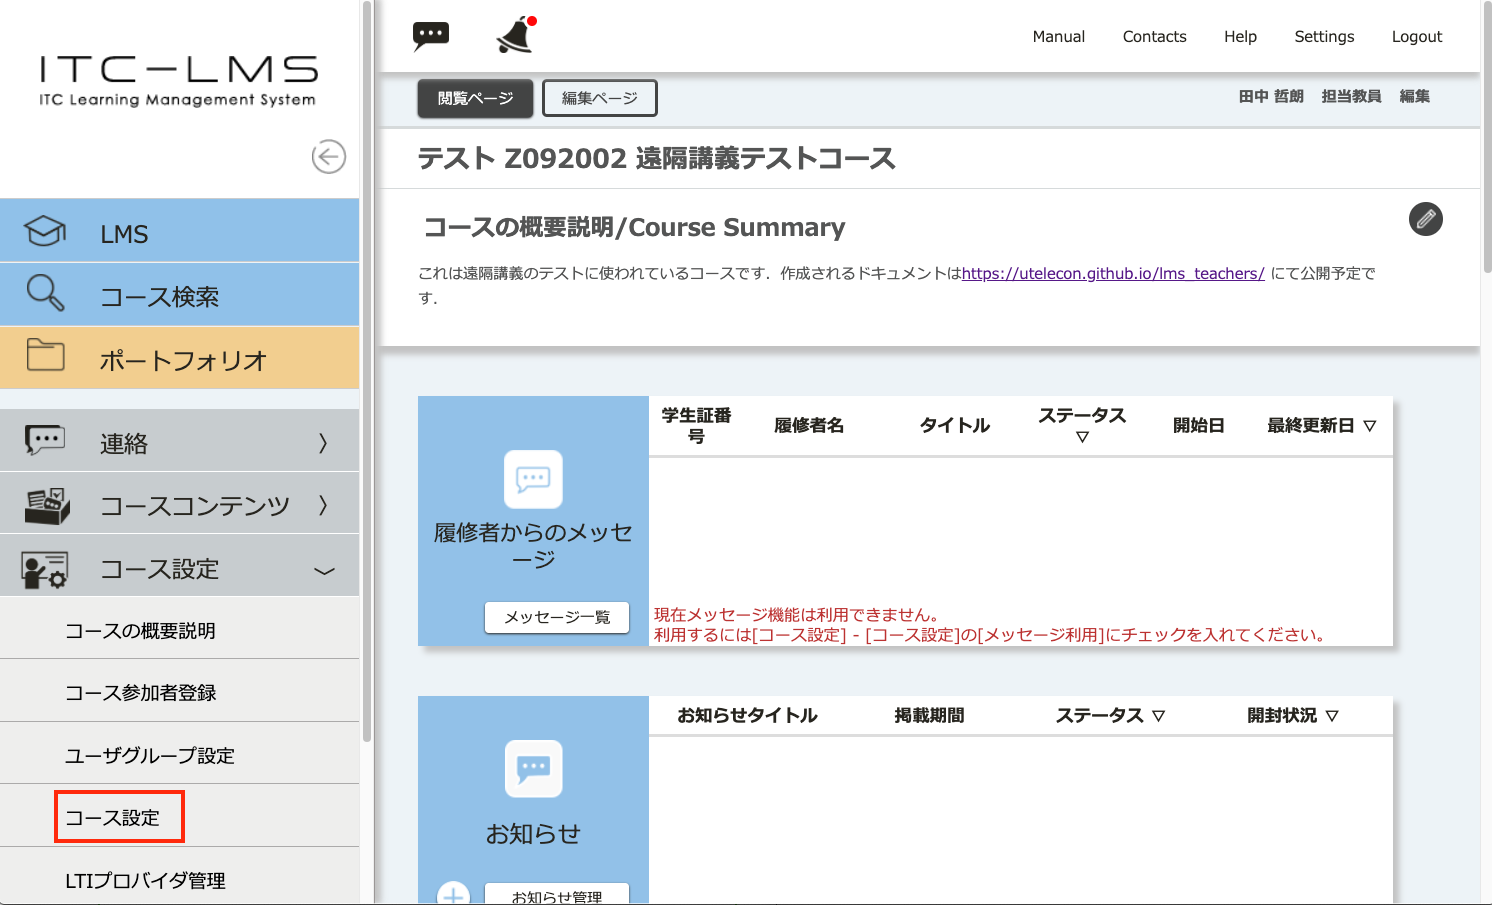 ITC-LMS
ITC Learning Management System
LMS
コース検索
ポートフォリオ
連絡
コースコンテンツ
コース設定
コースの概要説明
コース参加者登録
ユーザグループ設定
コース設定
LTIプロバイダ管理
Manual Contacts Help Settings Logout
閲覧ページ 編集ページ
田中 哲朗 担当教員 編集
テスト Z092002 遠隔講義テストコース
コースの概要説明/Course Summary
これは遠隔講義のテストに使われているコースです．作成されるドキュメントはhttps://utelecon.github.io/lms_teachers/ にて公開予定で
す．
履修者からのメッセ
ージ
メッセージ一覧
学生証番
号
履修者名 タイトル ステータス ▽ 開始日 最終更新日 ▽
現在メッセージ機能は利用できません。
利用するには[コース設定] - [コース設定]の[メッセージ利用]にチェックを入れてください。
お知らせ
お知らせ管理
お知らせタイトル 掲載期間 ステータス ▽ 開封状況 ▽